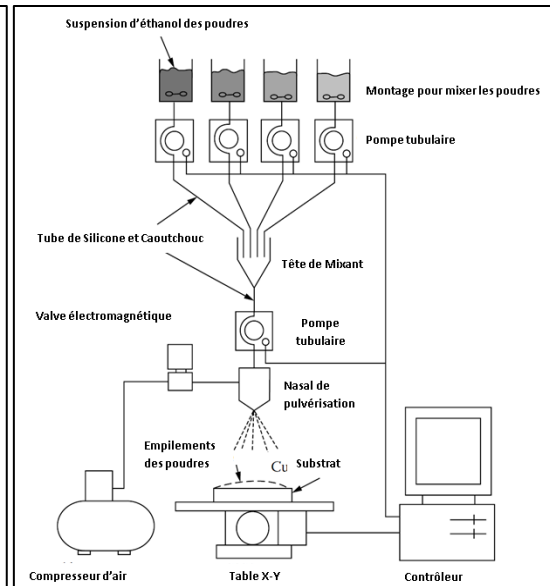 Suspension d'éthanol des poudres
Montage pour mixer les poudres
Pompe tubulaire
Tube de Silicone et Caoutchouc
Tête de Mixant
Valve électromagnétique
Pompe
tubulaire
Nasal de
pulvérisation
Empilements
des poudres
Cu
Substrat
Compresseur d'air
Table X-Y
Contrôleur